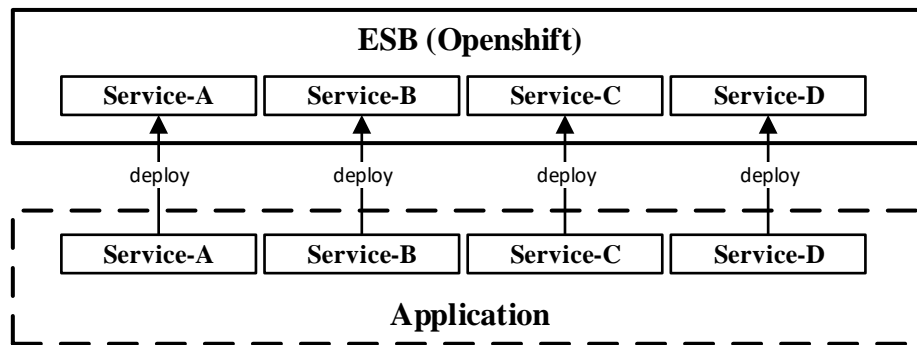 ESB (Openshift)
Service-A Service-B Service-C Service-D
deploy deploy deploy deploy
Service-A Service-B Service-C Service-D
Application